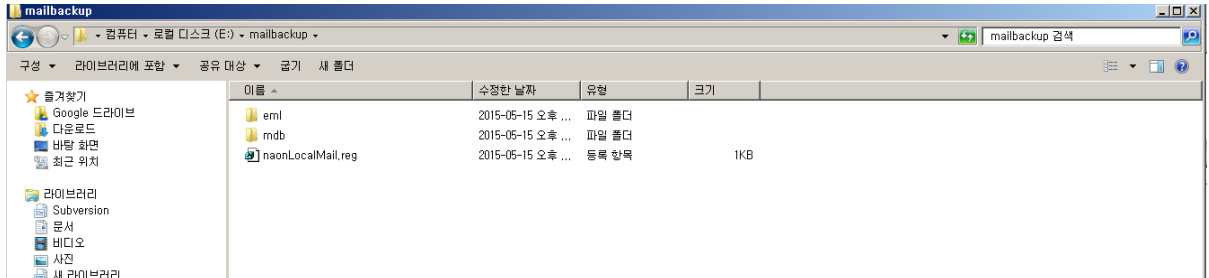 mailbackup
컴퓨터 ▾ 로컬 디스크 (E:) ▾ mailbackup ▾
mailbackup 검색
구성 ▾ 라이브러리에 포함 ▾ 공유 대상 ▾ 굽기 새 폴더
즐겨찾기
Google 드라이브
다운로드
바탕 화면
최근 위치
라이브러리
Subversion
문서
비디오
사진
새 라이브러리
이름 수정한 날짜 유형 크기
eml 2015-05-15 오후 ... 파일 폴더
mdb 2015-05-15 오후 ... 파일 폴더
naonLocalMail.reg 2015-05-15 오후 ... 등록 항목 1KB